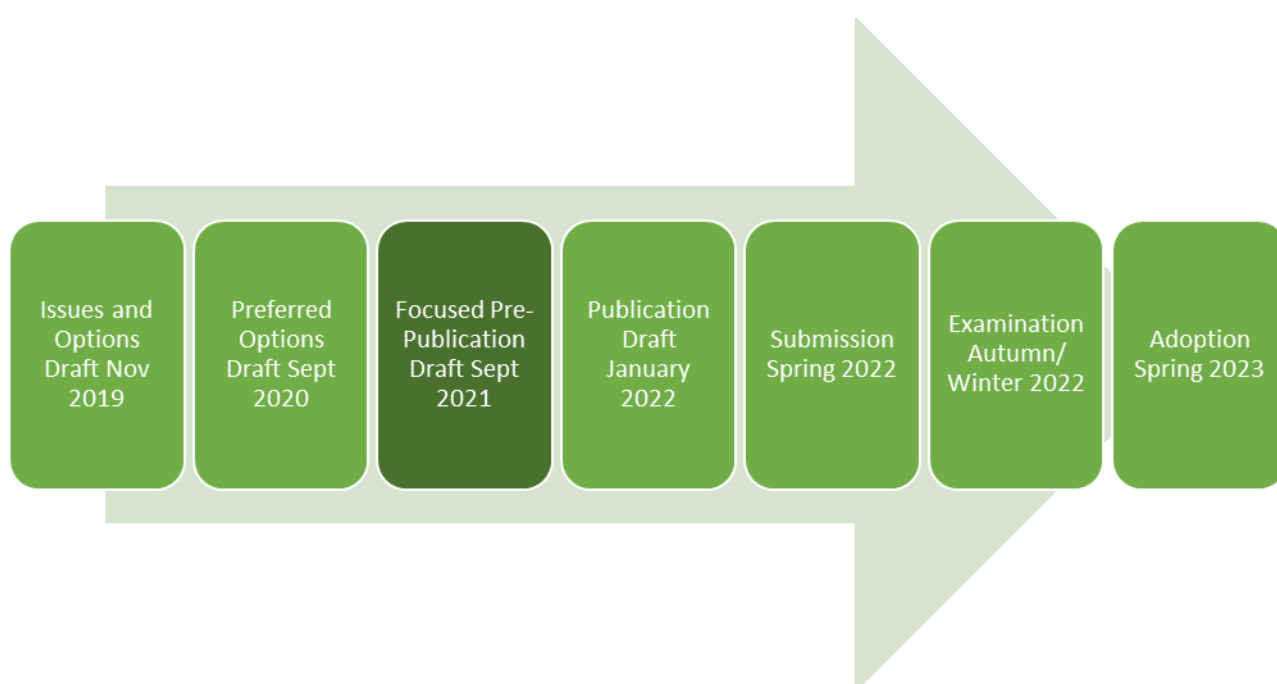 Issues and
Options
Draft Nov
2019
Preferred
Options
Draft Sept
2020
Focused Pre-
Publication
Draft Sept
2021
Publication
Draft
January
2022
Submission
Spring 2022
Examination
Autumn/
Winter 2022
Adoption
Spring 2023